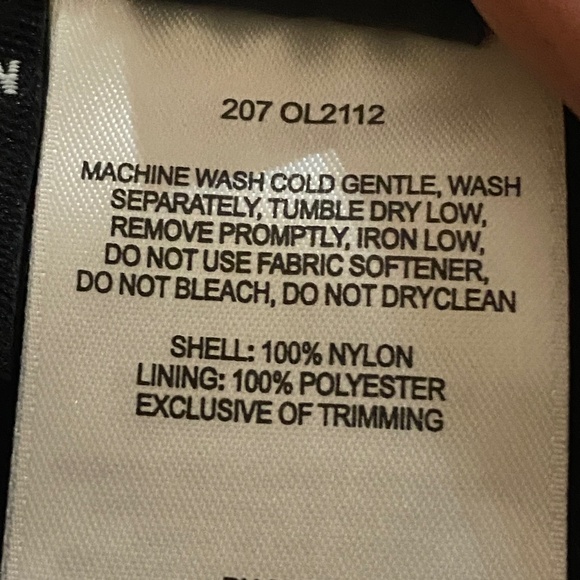 207 OL2112
MACHINE WASH COLD GENTLE, WASH
SEPARATELY, TUMBLE DRY LOW,
REMOVE PROMPTLY, IRON LOW,
DO NOT USE FABRIC SOFTENER,
DO NOT BLEACH, DO NOT DRYCLEAN
SHELL: 100% NYLON
LINING: 100% POLYESTER
EXCLUSIVE OF TRIMMING